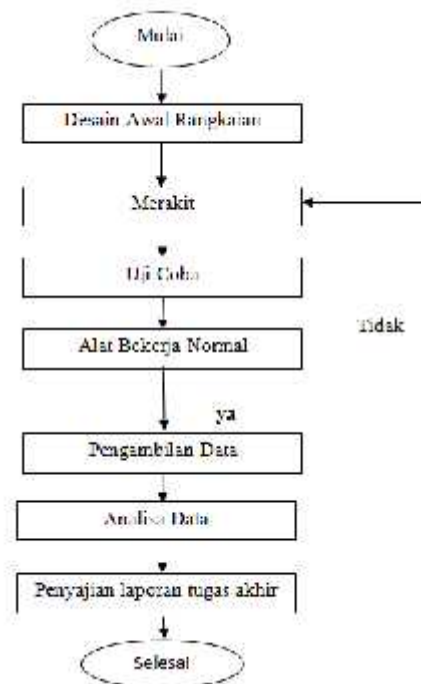 Mulai
Desain Awal Rangkaian
Merakit
Uji Coba
Alat Bekerja Normal
Tidak
ya
Pengambilan Data
Analisa Data
Penyajian laporan tugas akhir
Selesai